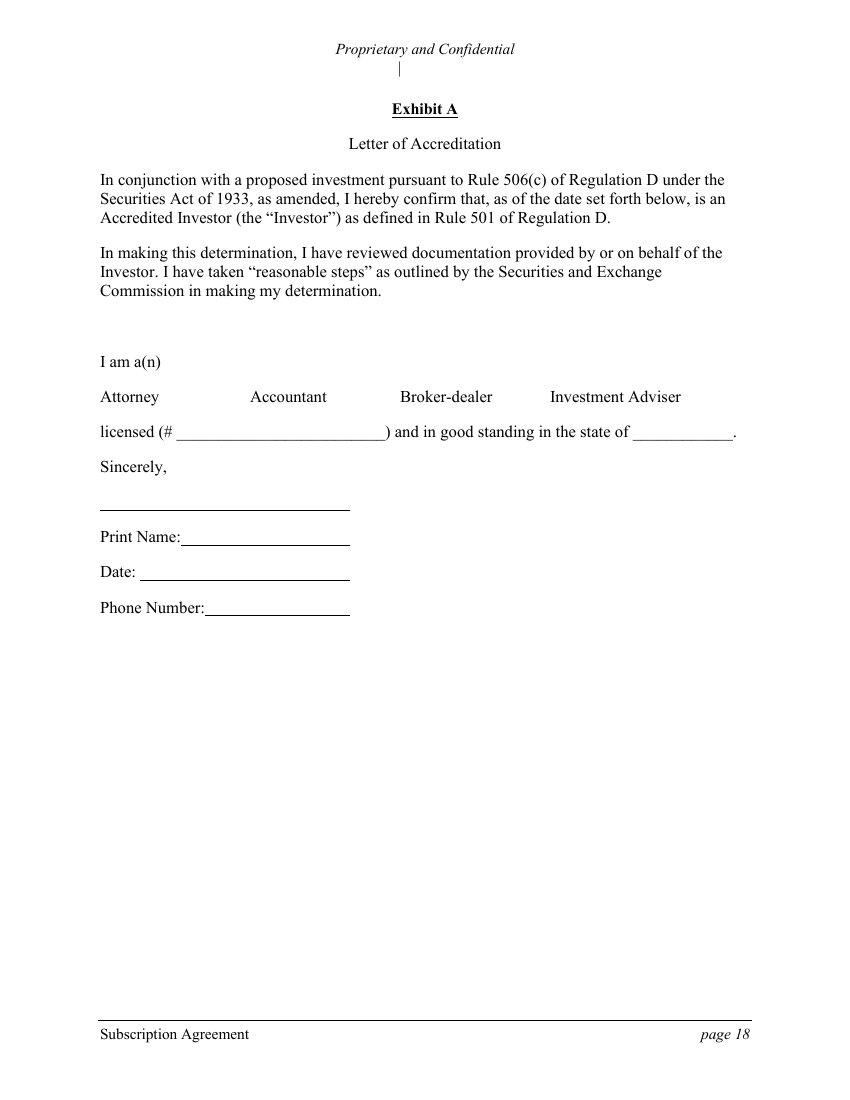 Proprietary and Confidential
|
Exhibit A
Letter of Accreditation
In conjunction with a proposed investment pursuant to Rule 506(c) of Regulation D under the
Securities Act of 1933, as amended, I hereby confirm that, as of the date set forth below, is an
Accredited Investor (the “Investor”) as defined in Rule 501 of Regulation D.
In making this determination, I have reviewed documentation provided by or on behalf of the
Investor. I have taken “reasonable steps” as outlined by the Securities and Exchange
Commission in making my determination.
I am a(n)
Attorney Accountant Broker-dealer Investment Adviser
licensed (# _________________________) and in good standing in the state of ____________.
Sincerely,
Print Name:
Date:
Phone Number:
Subscription Agreement page 18